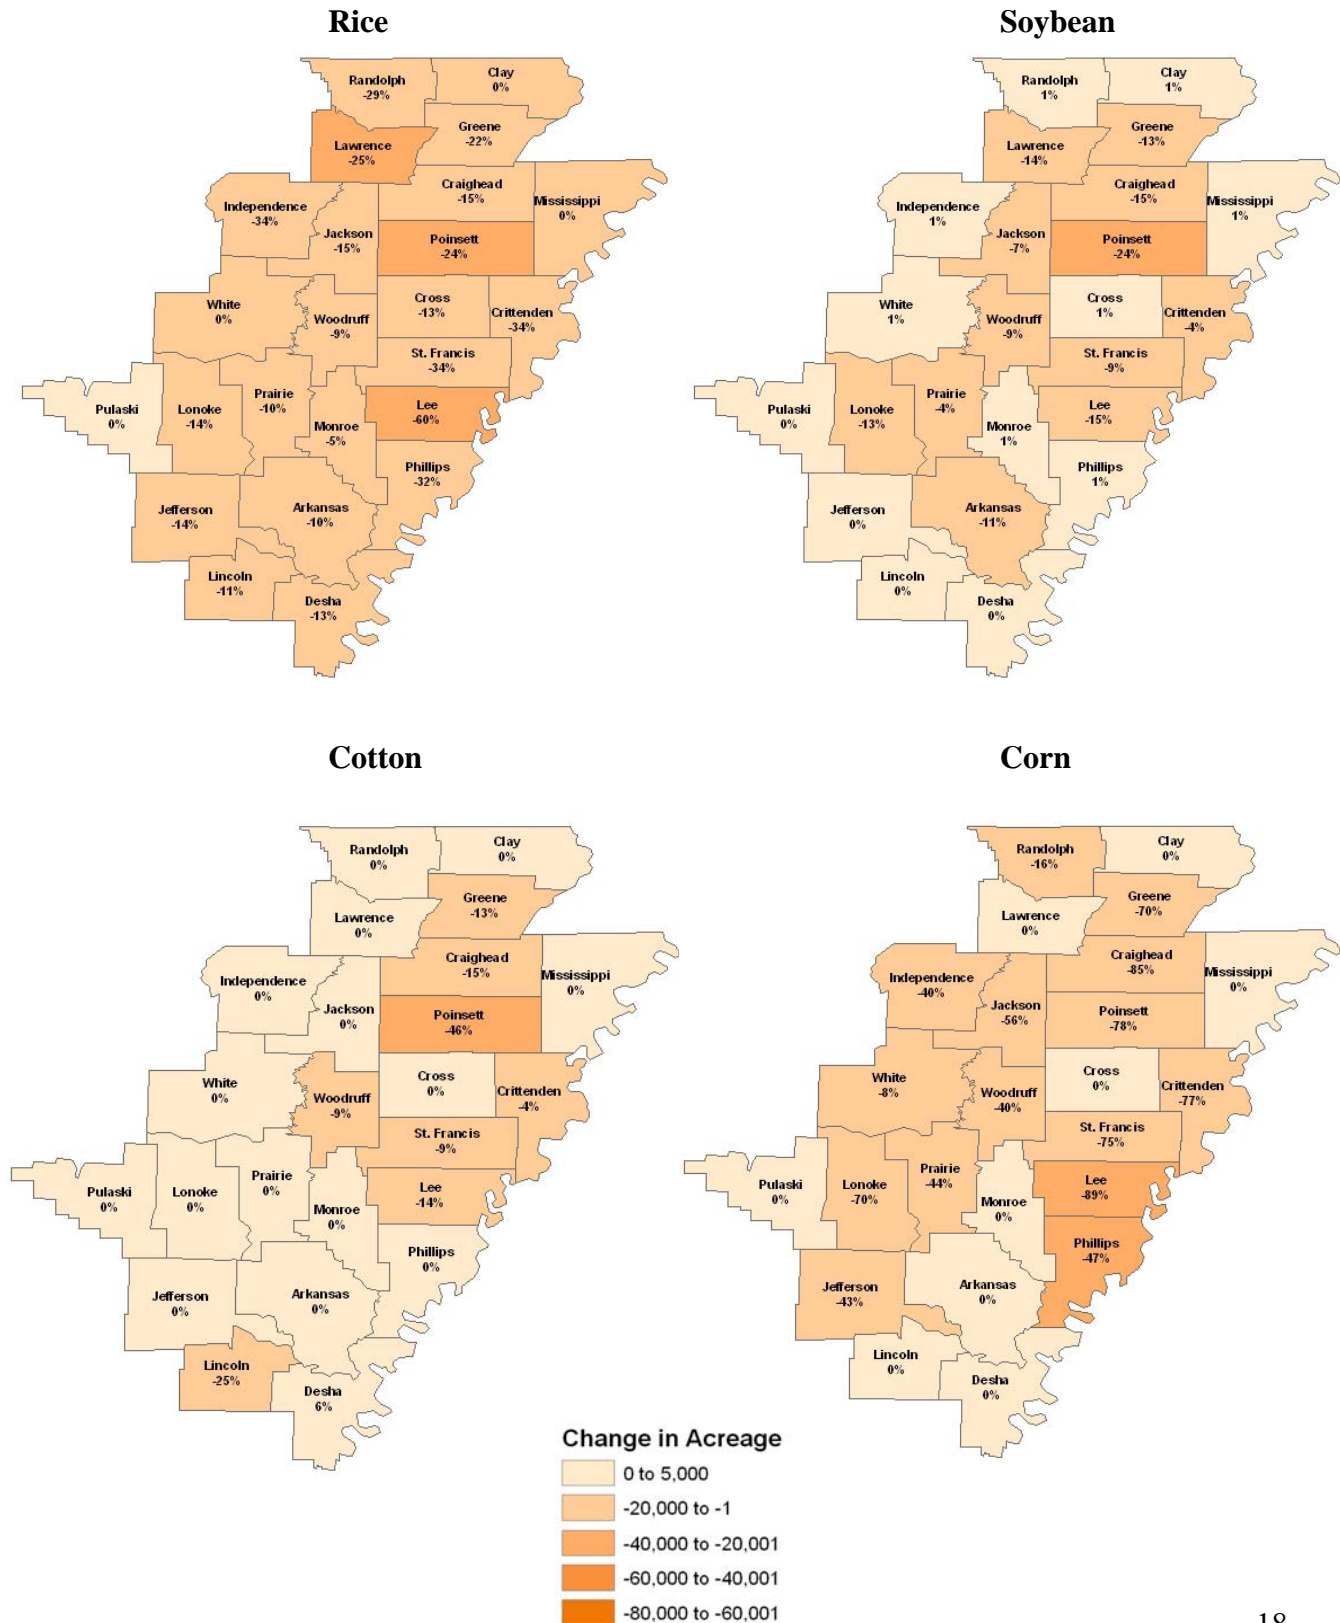 Rice
Randolph
-29%
Clay
0%
Greene
-22%
Lawrence
-25%
Craighead
-15%
Mississippi
0%
Independence
-34%
Jackson
-15%
Poinsett
-24%
White
0%
Woodruff
-9%
Cross
-13%
Crittenden
-34%
St. Francis
-34%
Pulaski
0%
Lonoke
-14%
Prairie
-10%
Monroe
-5%
Lee
-60%
Phillips
-32%
Jefferson
-14%
Arkansas
-10%
Lincoln
-11%
Desha
-13%
Soybean
Randolph
1%
Clay
1%
Greene
-13%
Lawrence
-14%
Craighead
-15%
Mississippi
1%
Independence
1%
Jackson
-7%
Poinsett
-24%
White
1%
Woodruff
-9%
Cross
1%
Crittenden
-4%
St. Francis
-9%
Pulaski
0%
Lonoke
-13%
Prairie
-4%
Monroe
1%
Lee
-15%
Phillips
1%
Jefferson
0%
Arkansas
-11%
Lincoln
0%
Desha
0%
Cotton
Randolph
0%
Clay
0%
Greene
-13%
Lawrence
0%
Craighead
-15%
Mississippi
0%
Independence
0%
Jackson
0%
Poinsett
-46%
White
0%
Woodruff
-9%
Cross
0%
Crittenden
-4%
St. Francis
-9%
Pulaski
0%
Lonoke
0%
Prairie
0%
Monroe
0%
Lee
-14%
Phillips
0%
Jefferson
0%
Arkansas
0%
Lincoln
-25%
Desha
6%
Corn
Randolph
-16%
Clay
0%
Greene
-70%
Lawrence
0%
Craighead
-85%
Mississippi
0%
Independence
-40%
Jackson
-56%
Poinsett
-78%
White
-8%
Woodruff
-40%
Cross
0%
Crittenden
-77%
St. Francis
-75%
Pulaski
0%
Lonoke
-70%
Prairie
-44%
Monroe
0%
Lee
-89%
Phillips
-47%
Jefferson
-43%
Arkansas
0%
Lincoln
0%
Desha
0%
Change in Acreage
0 to 5,000
-20,000 to -1
-40,000 to -20,001
-60,000 to -40,001
-80,000 to -60,001
18